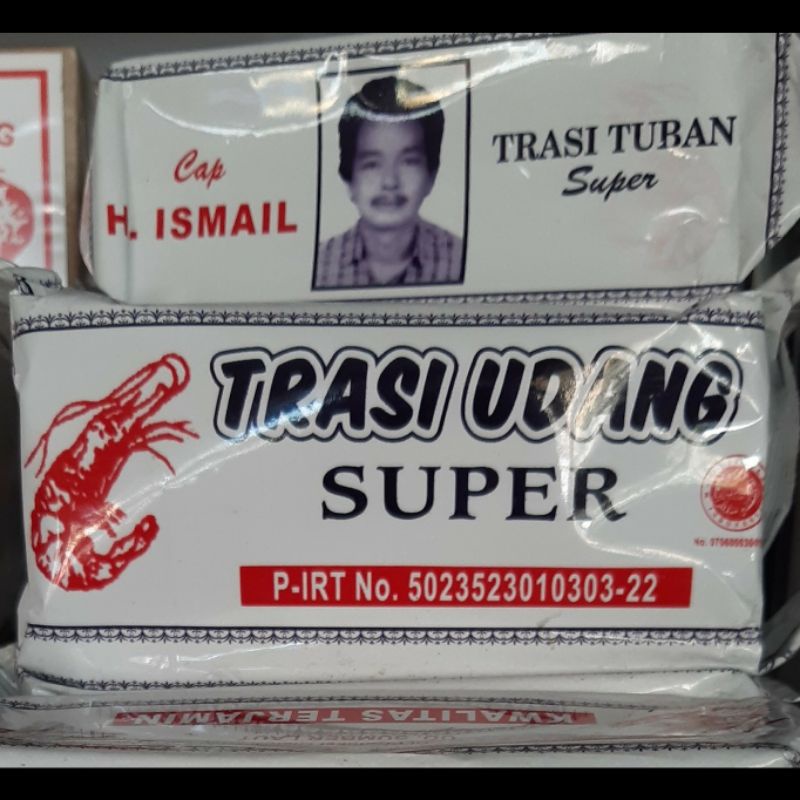 Cap
H. ISMAIL
TRASI TUBAN
Super
TRASI UDANG
SUPER
P-IRT No. 5023523010303-22
KWALITAS TERJAMIN